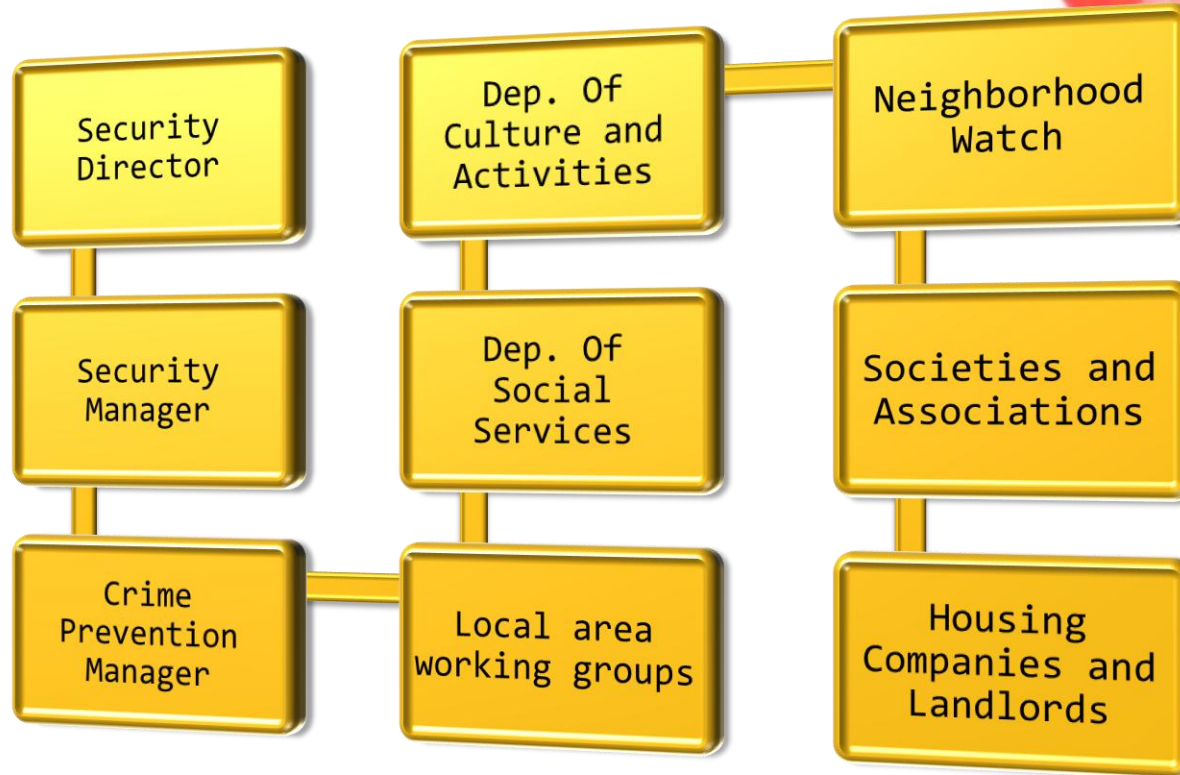 Security
Director
Security
Manager
Crime
Prevention
Manager
Local area
working groups
Dep. Of
Social
Services
Dep. Of
Culture and
Activities
Neighborhood
Watch
Societies and
Associations
Housing
Companies and
Landlords